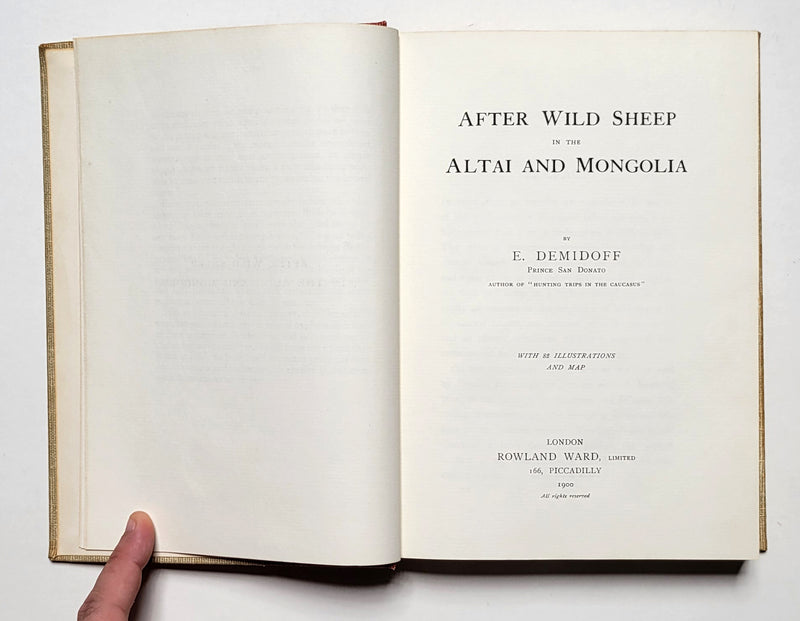 AFTER WILD SHEEP
IN THE
ALTAI AND MONGOLIA
BY
E. DEMIDOFF
PRINCE SAN DONATO
AUTHOR OF "HUNTING TRIPS IN THE CAUCASUS"
WITH 82 ILLUSTRATIONS
AND MAP
LONDON
ROWLAND WARD, LIMITED
166, PICCADILLY
1900
All rights reserved